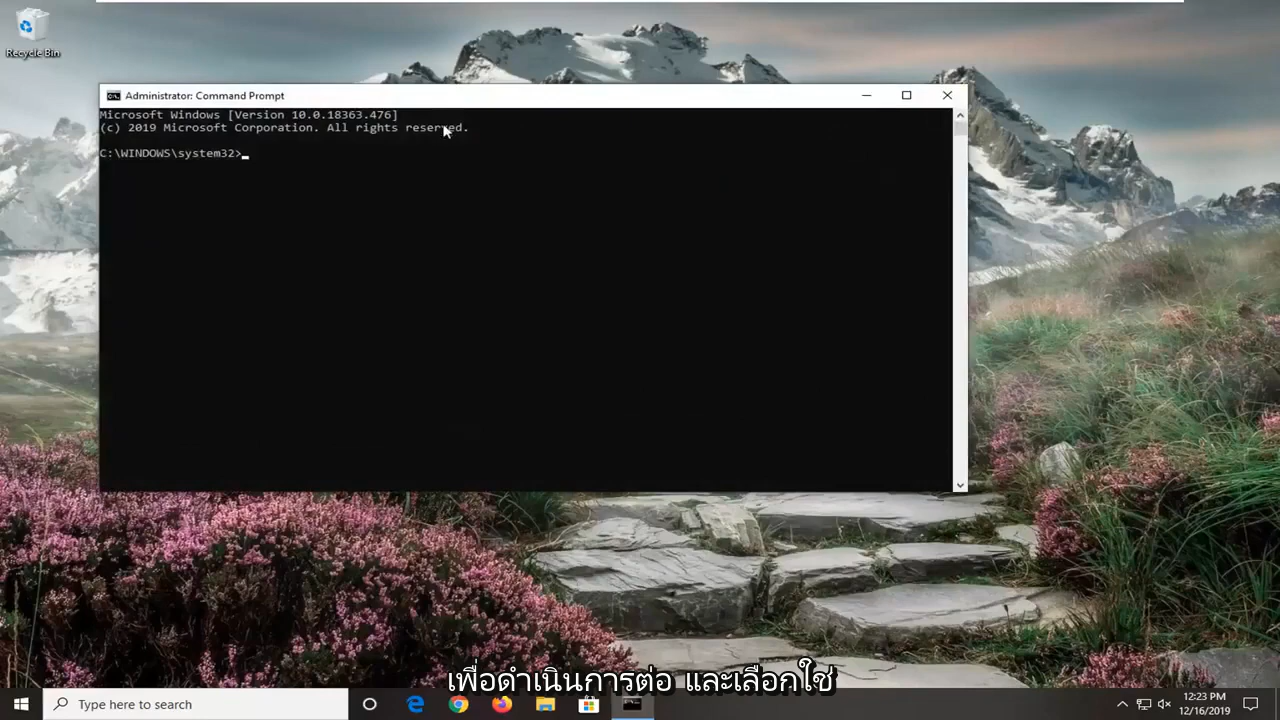 Recycle Bin
Administrator: Command Prompt
Microsoft Windows [Version 10.0.18363.476]
(c) 2019 Microsoft Corporation. All rights reserved.
C:\WINDOWS\system32>
เพื่อดำเนินการต่อ และเลือกใช่
Type here to search
12:23 PM
12/16/2019